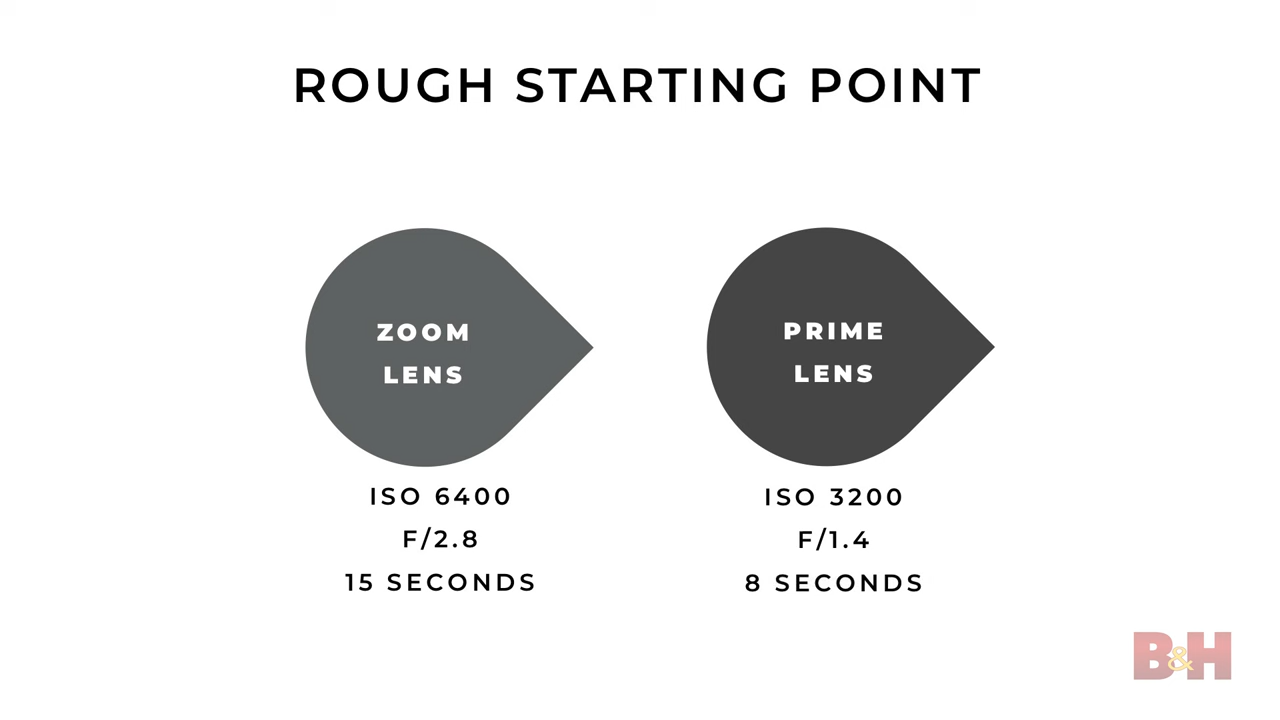 ROUGH STARTING POINT
ZOOM
LENS
ISO 6400
F/2.8
15 SECONDS
PRIME
LENS
ISO 3200
F/1.4
8 SECONDS
B&H